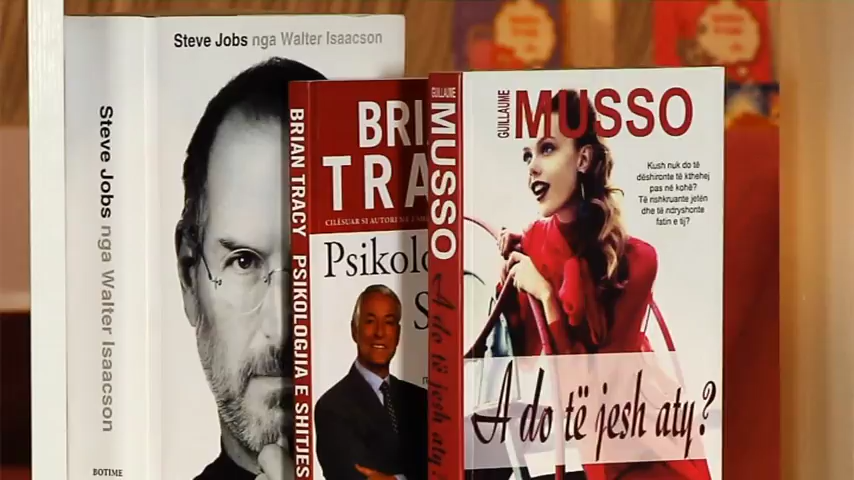 Steve Jobs nga Walter Isaacson
Steve Jobs nga Walter Isaacson
BOTIME
BRIAN TRACY PSIKOLOGJIA E SHITJES
BRI
TRA
CILËSUAR SI AUTORI
Psikolo
S
GUILLAUME
MUSSO
A do të jesh aty?
GUILLAUME
MUSSO
Kush nuk do të
dëshironte të kthehej
pas në kohë?
Të rishkruante jetën
dhe të ndryshonte
fatin e tij?
A do të jesh aty?